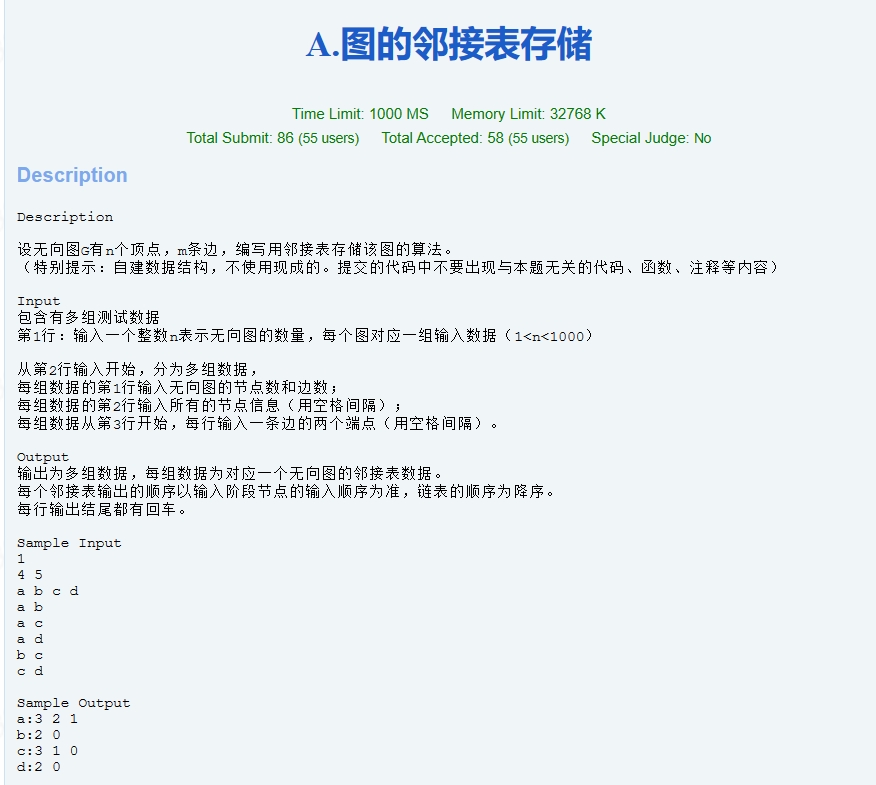 A.图的邻接表存储
Time Limit: 1000 MS Memory Limit: 32768 K
Total Submit: 86 (55 users) Total Accepted: 58 (55 users) Special Judge: No
Description
Description
设无向图G有n个顶点，m条边，编写用邻接表存储该图的算法。
（特别提示：自建数据结构，不使用现成的。提交的代码中不要出现与本题无关的代码、函数、注释等内容）
Input
包含有多组测试数据
第1行：输入一个整数n表示无向图的数量，每个图对应一组输入数据（1<n<1000）
从第2行输入开始，分为多组数据，
每组数据的第1行输入无向图的节点数和边数；
每组数据的第2行输入所有的节点信息（用空格间隔）；
每组数据从第3行开始，每行输入一条边的两个端点（用空格间隔）。
Output
输出为多组数据，每组数据为对应一个无向图的邻接表数据。
每个邻接表输出的顺序以输入阶段节点的输入顺序为准，链表的顺序为降序。
每行输出结尾都有回车。
Sample Input
1
4 5
a b c d
a b
a c
a d
b c
c d
Sample Output
a:3 2 1
b:2 0
c:3 1 0
d:2 0